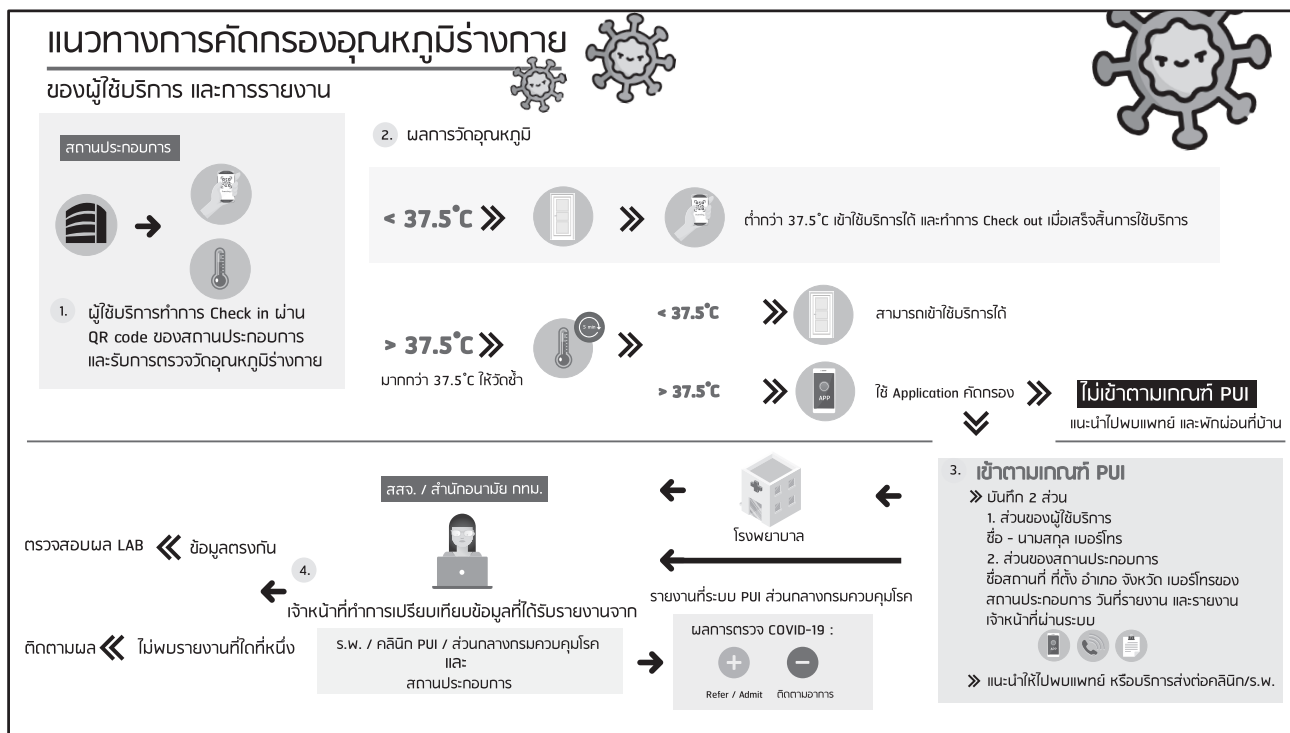 แนวทางการคัดกรองอุณหภูมิร่างกาย
ของผู้ใช้บริการ และการรายงาน
สถานประกอบการ
1. ผู้ใช้บริการทำการ Check in ผ่าน
QR code ของสถานประกอบการ
และรับการตรวจวัดอุณหภูมิร่างกาย
2. ผลการวัดอุณหภูมิ
< 37.5°C
ต่ำกว่า 37.5°C เข้าใช้บริการได้ และทำการ Check out เมื่อเสร็จสิ้นการใช้บริการ
> 37.5°C
มากกว่า 37.5°C ให้วัดซ้ำ
5 min
< 37.5°C
สามารถเข้าใช้บริการได้
> 37.5°C
APP
ใช้ Application คัดกรอง
ไม่เข้าตามเกณฑ์ PUI
แนะนำไปพบแพทย์ และพักผ่อนที่บ้าน
3. เข้าตามเกณฑ์ PUI
บันทึก 2 ส่วน
1. ส่วนของผู้ใช้บริการ
ชื่อ - นามสกุล เบอร์โทร
2. ส่วนของสถานประกอบการ
ชื่อสถานที่ ที่ตั้ง อำเภอ จังหวัด เบอร์โทรของ
สถานประกอบการ วันที่รายงาน และรายงาน
เจ้าหน้าที่ผ่านระบบ
APP
แนะนำให้ไปพบแพทย์ หรือบริการส่งต่อคลินิก/ร.พ.
โรงพยาบาล
รายงานที่ระบบ PUI ส่วนกลางกรมควบคุมโรค
สสจ. / สำนักอนามัย กทม.
4.
เจ้าหน้าที่ทำการเปรียบเทียบข้อมูลที่ได้รับรายงานจาก
ร.พ. / คลินิก PUI / ส่วนกลางกรมควบคุมโรค
และ
สถานประกอบการ
ผลการตรวจ COVID-19 :
Refer / Admit ติดตามอาการ
ตรวจสอบผล LAB ข้อมูลตรงกัน
ติดตามผล ไม่พบรายงานที่ใดที่หนึ่ง